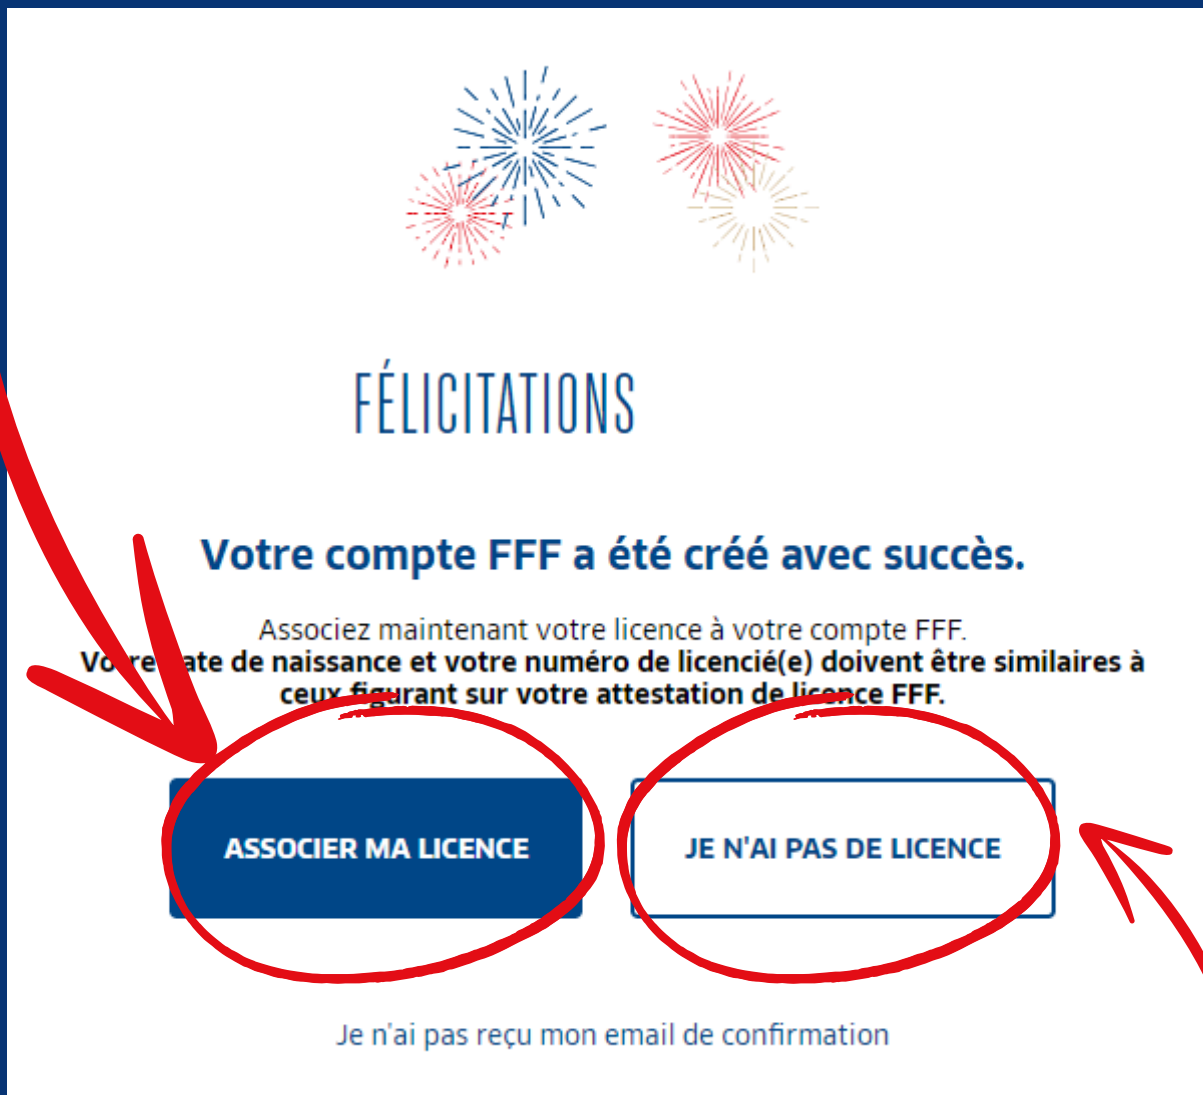 FÉLICITATIONS
Votre compte FFF a été créé avec succès.
Associez maintenant votre licence à votre compte FFF.
Votre date de naissance et votre numéro de licencié(e) doivent être similaires à
ceux figurant sur votre attestation de licence FFF.
ASSOCIER MA LICENCE
JE N'AI PAS DE LICENCE
Je n'ai pas reçu mon email de confirmation